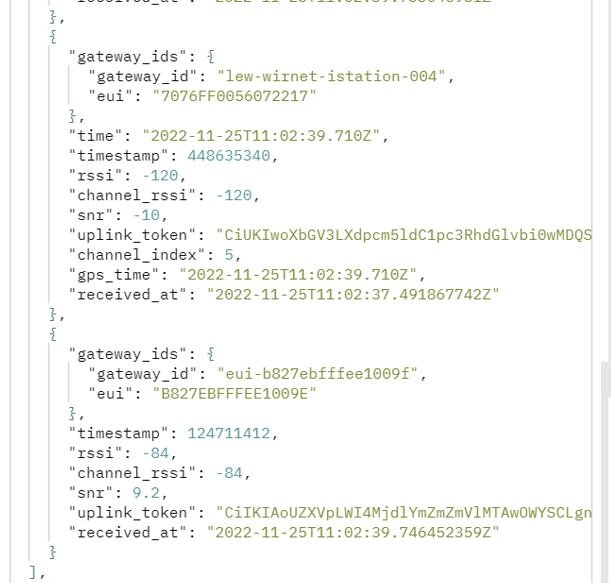 },
{
"gateway_ids": {
"gateway_id": "lew-wirnet-istation-004",
"eui": "7076FF0056072217"
},
"time": "2022-11-25T11:02:39.710Z",
"timestamp": 448635340,
"rssi": -120,
"channel_rssi": -120,
"snr": -10,
"uplink_token": "CiUKIwoXbGV3LXdpcm5ldC1pc3RhdGlvbi0wMDQS
"channel_index": 5,
"gps_time": "2022-11-25T11:02:39.710Z",
"received_at": "2022-11-25T11:02:37.491867742Z"
},
{
"gateway_ids": {
"gateway_id": "eui-b827ebfffee1009f",
"eui": "B827EBFFFEE1009E"
},
"timestamp": 124711412,
"rssi": -84,
"channel_rssi": -84,
"snr": 9.2,
"uplink_token": "CiIKIAoUZXVpLWI4MjdlYmZmZmVlMTAwOWYSCLgn
"received_at": "2022-11-25T11:02:39.746452359Z"
}
],